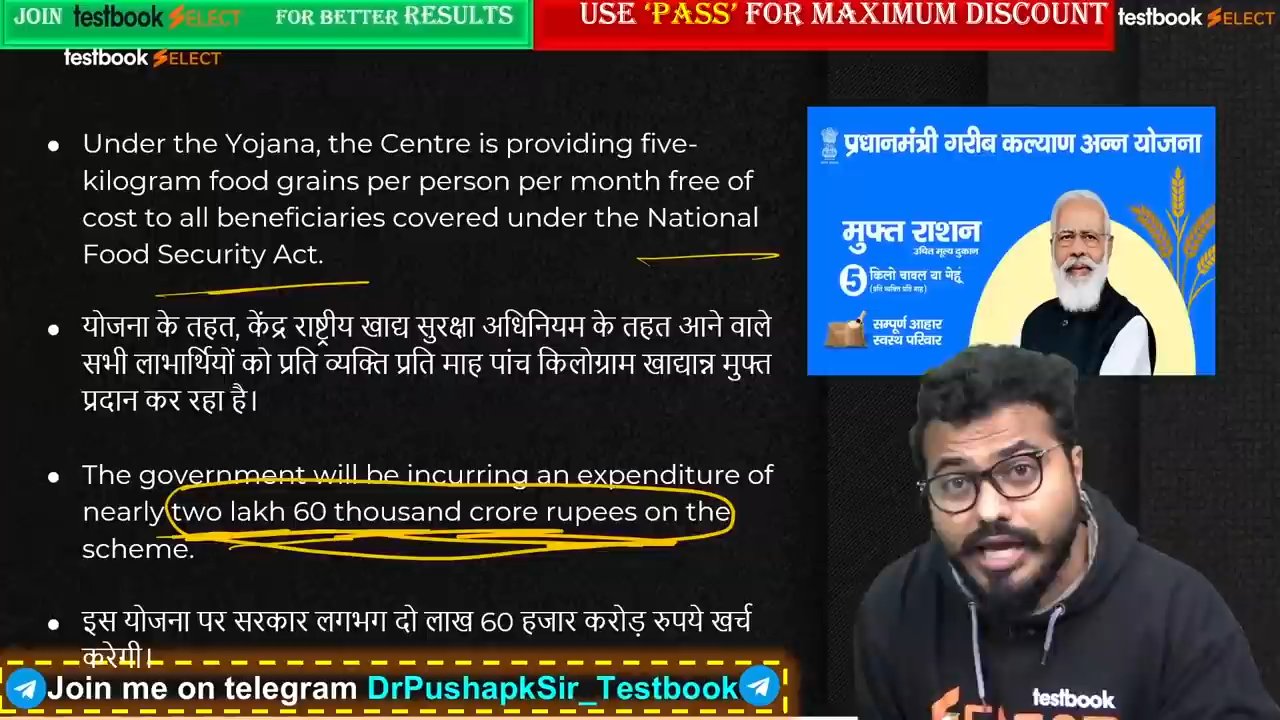 JOIN testbook SELECT FOR BETTER RESULTS
USE ‘PASS’ FOR MAXIMUM DISCOUNT
testbook SELECT
testbook SELECT
Under the Yojana, the Centre is providing five-
kilogram food grains per person per month free of
cost to all beneficiaries covered under the National
Food Security Act.
योजना के तहत, केंद्र राष्ट्रीय खाद्य सुरक्षा अधिनियम के तहत आने वाले
सभी लाभार्थियों को प्रति व्यक्ति प्रति माह पांच किलोग्राम खाद्यान्न मुफ्त
प्रदान कर रहा है।
The government will be incurring an expenditure of
nearly two lakh 60 thousand crore rupees on the
scheme.
इस योजना पर सरकार लगभग दो लाख 60 हजार करोड़ रुपये खर्च
करेगी।
प्रधानमंत्री गरीब कल्याण अन्न योजना
मुफ्त राशन
उचित मूल्य दुकान
5 किलो चावल या गेहूं
(प्रति व्यक्ति प्रति माह)
सम्पूर्ण आहार
स्वस्थ परिवार
Join me on telegram DrPushapkSir_Testbook
testbook